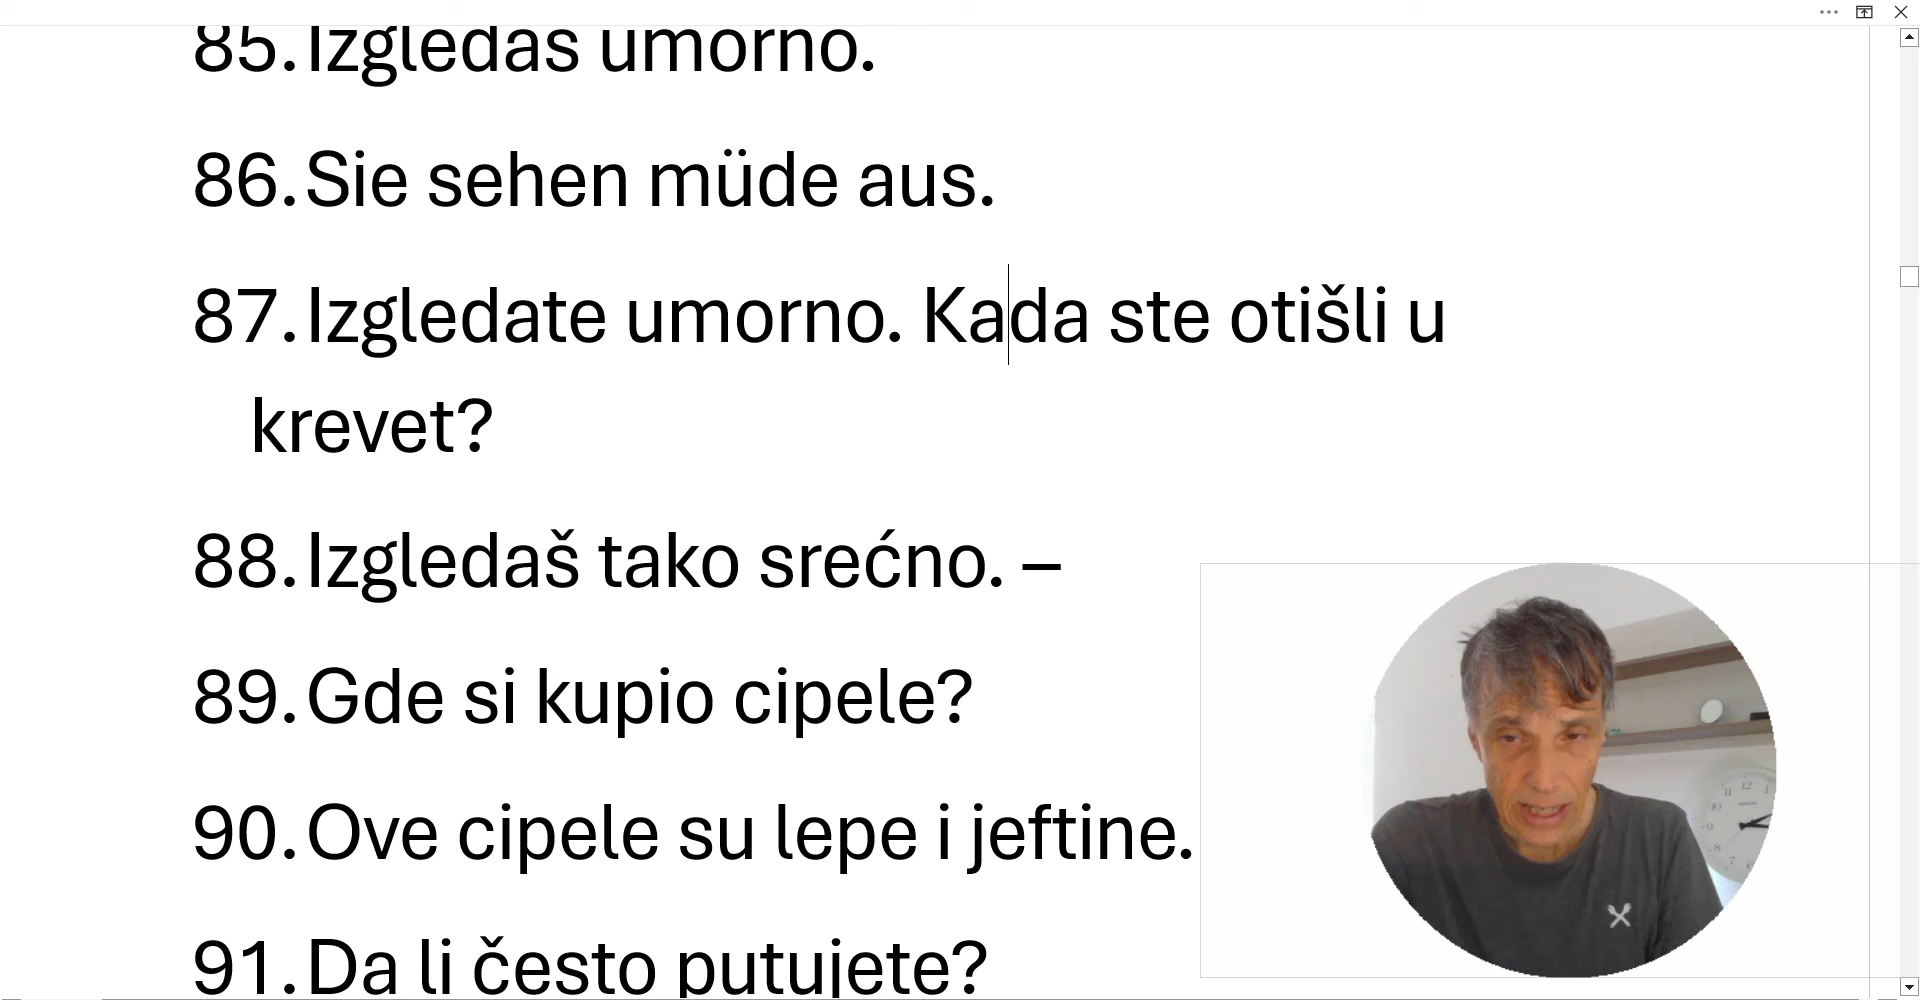 85. Izgledaš umorno.
86. Sie sehen müde aus.
87. Izgledate umorno. Kada ste otišli u
krevet?
88. Izgledaš tako srećno. –
89. Gde si kupio cipele?
90. Ove cipele su lepe i jeftine.
91. Da li često putujete?